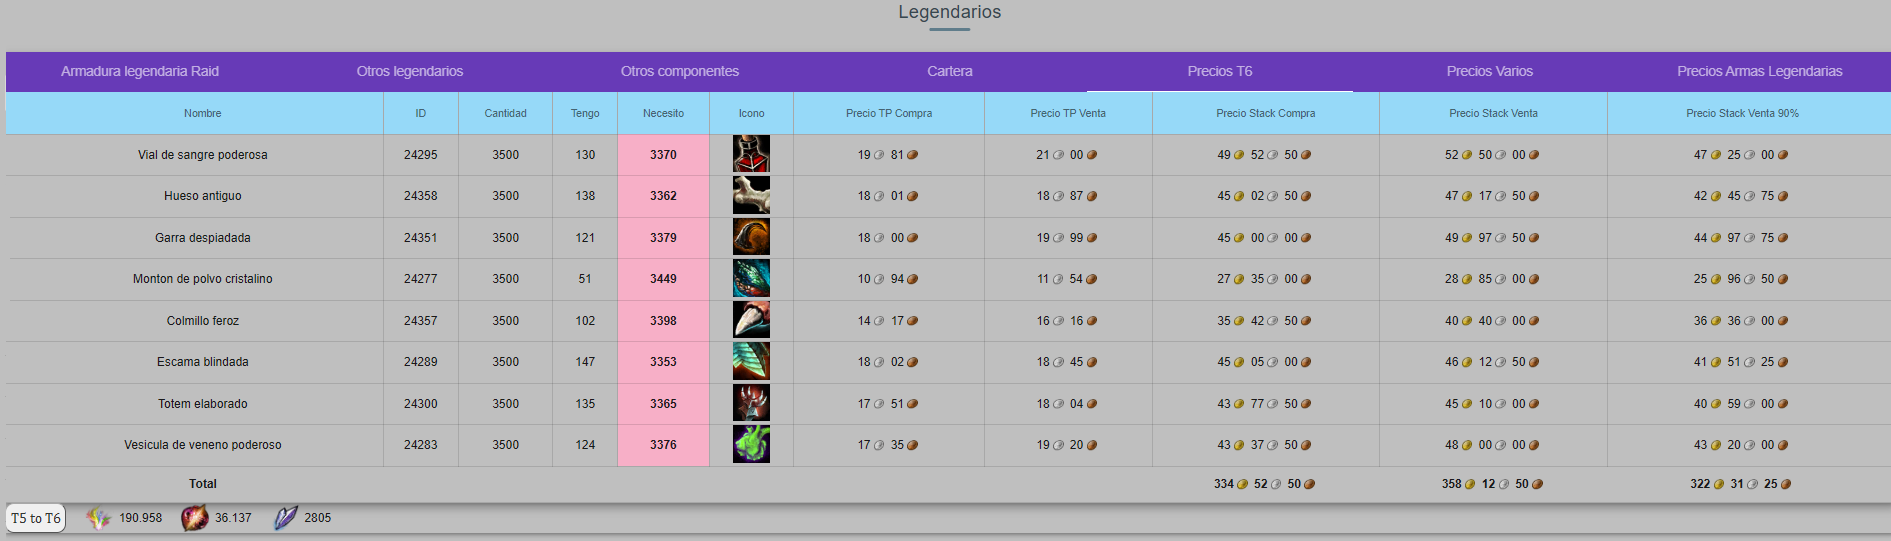 Legendarios
Armadura legendaria Raid Otros legendarios Otros componentes Cartera Precios T6 Precios Varios Precios Armas Legendarias
Nombre ID Cantidad Tengo Necesito Icono Precio TP Compra Precio TP Venta Precio Stack Compra Precio Stack Venta Precio Stack Venta 90%
Vial de sangre poderosa 24295 3500 130 3370 19 81 21 00 49 52 50 52 50 00 47 25 00
Hueso antiguo 24358 3500 138 3362 18 01 18 87 45 02 50 47 17 50 42 45 75
Garra despiadada 24351 3500 121 3379 18 00 19 99 45 00 00 49 97 50 44 97 75
Monton de polvo cristalino 24277 3500 51 3449 10 94 11 54 27 35 00 28 85 00 25 96 50
Colmillo feroz 24357 3500 102 3398 14 17 16 16 35 42 50 40 40 00 36 36 00
Escama blindada 24289 3500 147 3353 18 02 18 45 45 05 00 46 12 50 41 51 25
Totem elaborado 24300 3500 135 3365 17 51 18 04 43 77 50 45 10 00 40 59 00
Vesicula de veneno poderoso 24283 3500 124 3376 17 35 19 20 43 37 50 48 00 00 43 20 00
Total 334 52 50 358 12 50 322 31 25
T5 to T6 190.958 36.137 2805